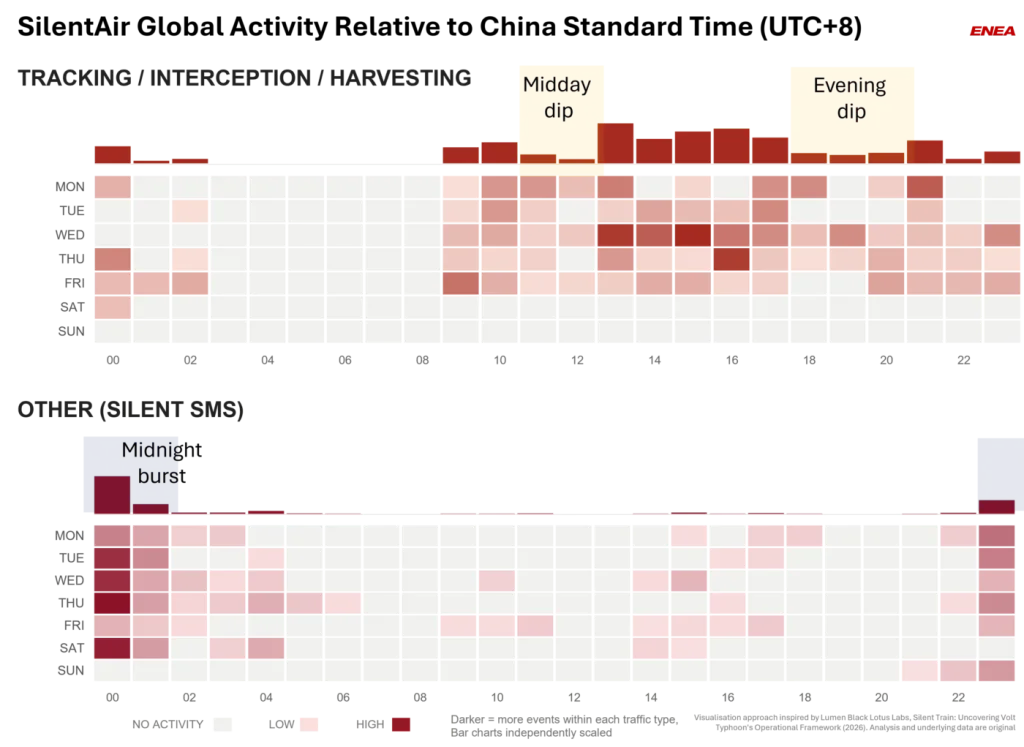 SilentAir Global Activity Relative to China Standard Time (UTC+8)
ENEA
TRACKING / INTERCEPTION / HARVESTING
Midday
dip
Evening
dip
MON
TUE
WED
THU
FRI
SAT
SUN
00 02 04 06 08 10 12 14 16 18 20 22
OTHER (SILENT SMS)
Midnight
burst
MON
TUE
WED
THU
FRI
SAT
SUN
00 02 04 06 08 10 12 14 16 18 20 22
NO ACTIVITY LOW HIGH
Darker = more events within each traffic type,
Bar charts independently scaled
Visualisation approach inspired by Lumen Black Lotus Labs, Silent Train: Uncovering Volt
Typhoon's Operational Framework (2026). Analysis and underlying data are original